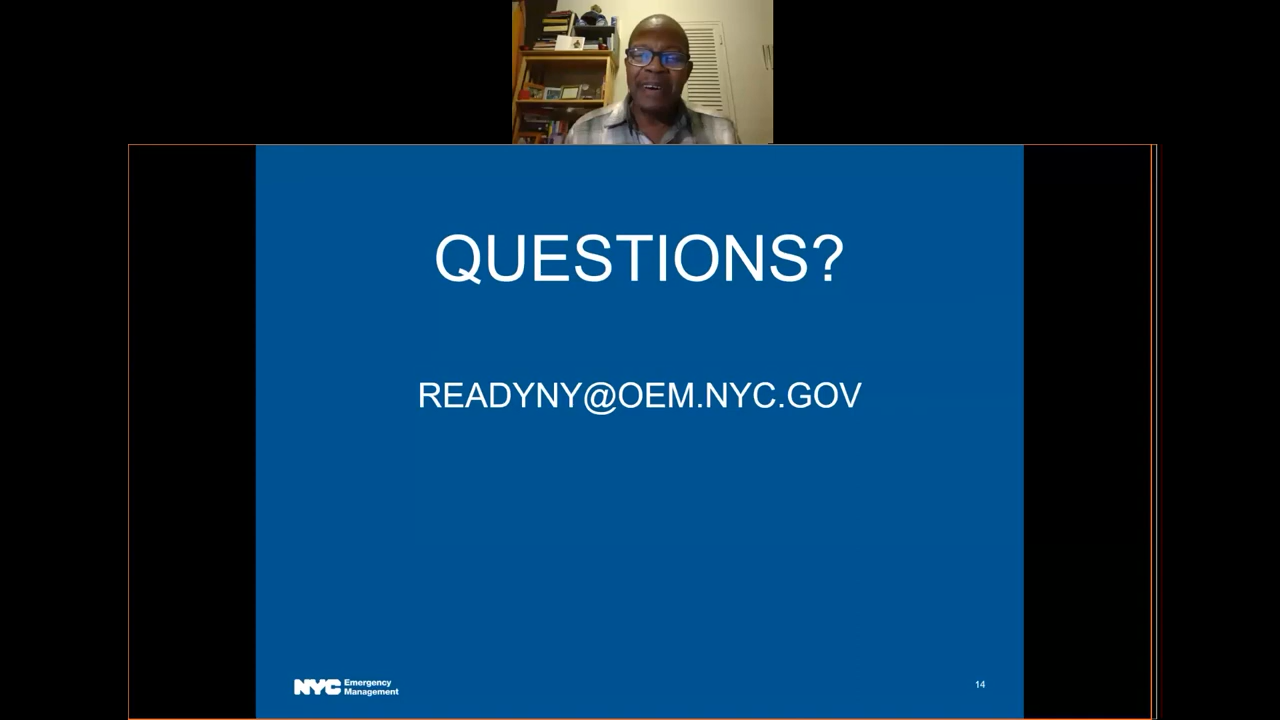 QUESTIONS?
READYNY@OEM.NYC.GOV
NYC Emergency
Management
14